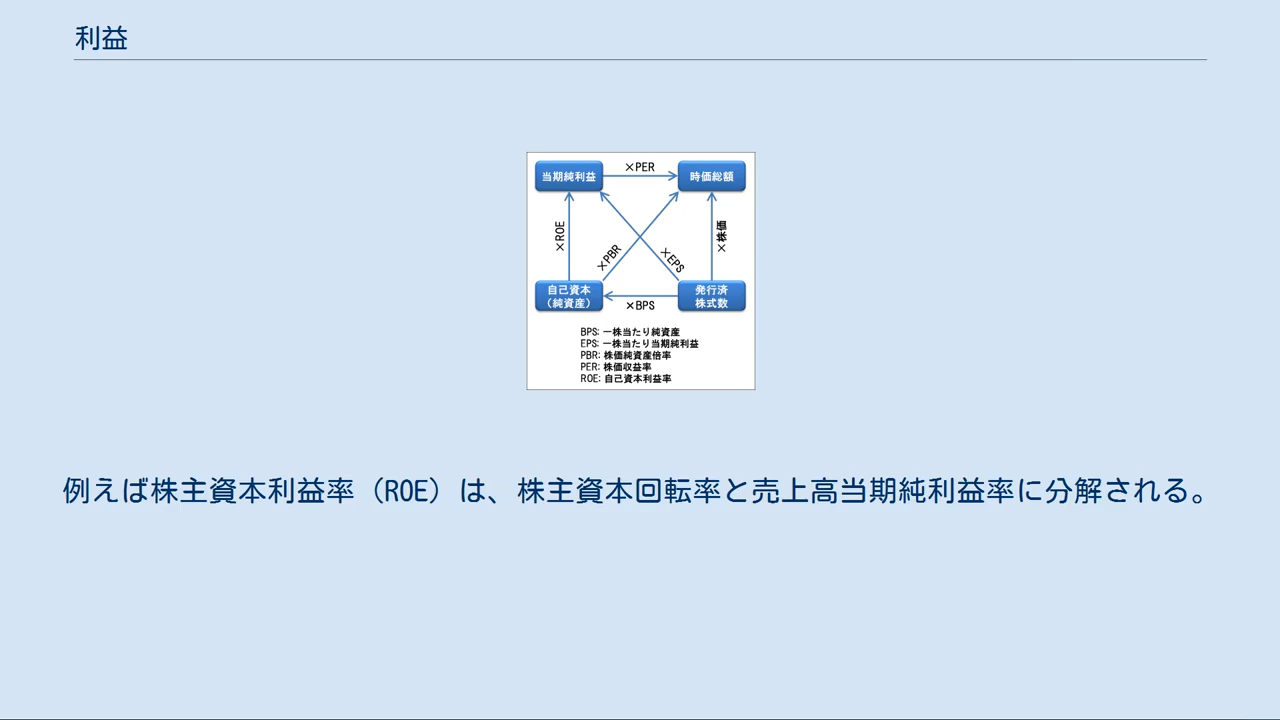 利益
×PER
当期純利益
時価総額
×ROE
×PBR
×EPS
×株価
自己資本
（純資産）
発行済
株式数
×BPS
BPS: 一株当たり純資産
EPS: 一株当たり当期純利益
PBR: 株価純資産倍率
PER: 株価収益率
ROE: 自己資本利益率
例えば株主資本利益率（ROE）は、株主資本回転率と売上高当期純利益率に分解される。